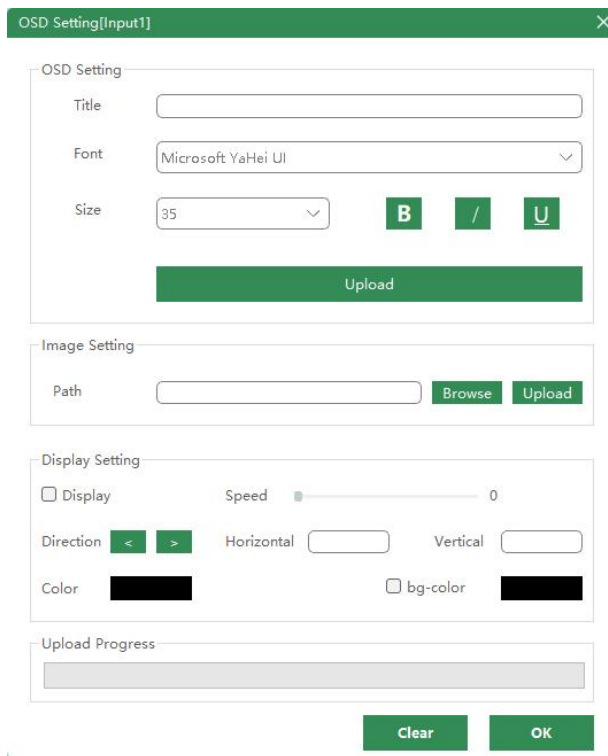 OSD Setting[Input1]
OSD Setting
Title
Font Microsoft YaHei UI
Size 35 B / U
Upload
Image Setting
Path Browse Upload
Display Setting
Display Speed 0
Direction < > Horizontal Vertical
Color bg-color
Upload Progress
Clear OK